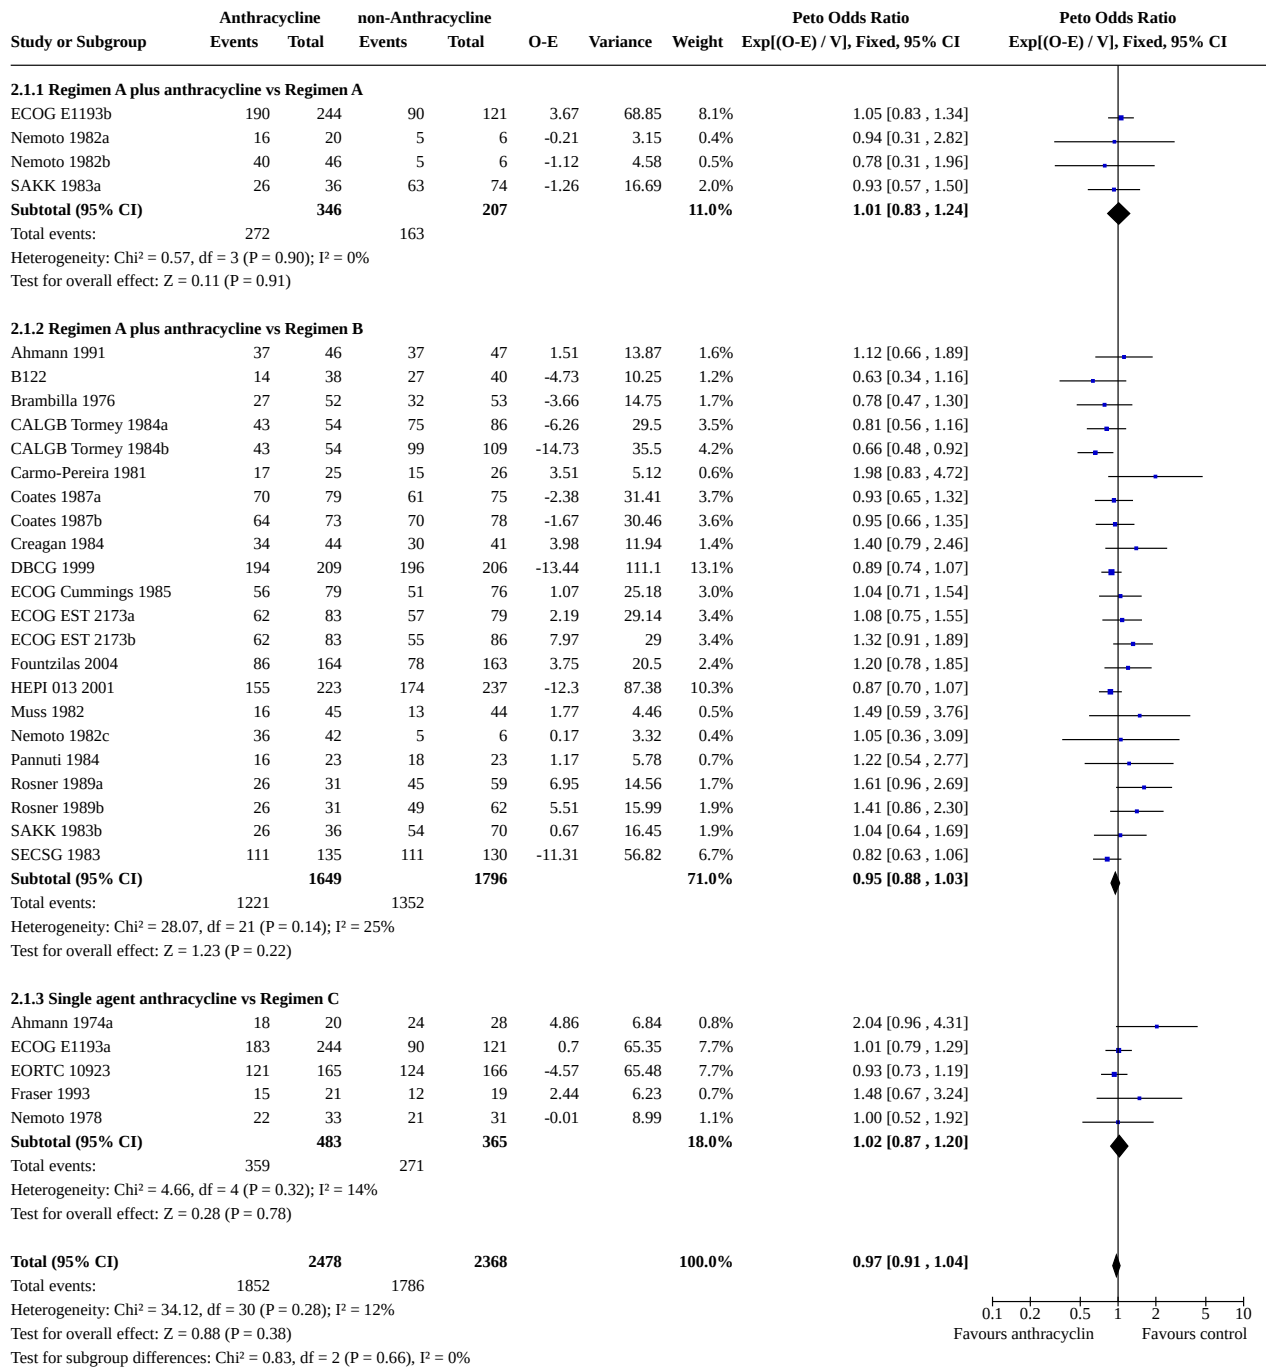 Anthracycline non-Anthracycline Peto Odds Ratio Peto Odds Ratio
Study or Subgroup Events Total Events Total O-E Variance Weight Exp[(O-E) / V], Fixed, 95% CI Exp[(O-E) / V], Fixed, 95% CI
2.1.1 Regimen A plus anthracycline vs Regimen A
ECOG E1193b 190 244 90 121 3.67 68.85 8.1% 1.05 [0.83 , 1.34]
Nemoto 1982a 16 20 5 6 -0.21 3.15 0.4% 0.94 [0.31 , 2.82]
Nemoto 1982b 40 46 5 6 -1.12 4.58 0.5% 0.78 [0.31 , 1.96]
SAKK 1983a 26 36 63 74 -1.26 16.69 2.0% 0.93 [0.57 , 1.50]
Subtotal (95% CI) 346 207 11.0% 1.01 [0.83 , 1.24]
Total events: 272 163
Heterogeneity: Chi² = 0.57, df = 3 (P = 0.90); I² = 0%
Test for overall effect: Z = 0.11 (P = 0.91)
2.1.2 Regimen A plus anthracycline vs Regimen B
Ahmann 1991 37 46 37 47 1.51 13.87 1.6% 1.12 [0.66 , 1.89]
B122 14 38 27 40 -4.73 10.25 1.2% 0.63 [0.34 , 1.16]
Brambilla 1976 27 52 32 53 -3.66 14.75 1.7% 0.78 [0.47 , 1.30]
CALGB Tormey 1984a 43 54 75 86 -6.26 29.5 3.5% 0.81 [0.56 , 1.16]
CALGB Tormey 1984b 43 54 99 109 -14.73 35.5 4.2% 0.66 [0.48 , 0.92]
Carmo-Pereira 1981 17 25 15 26 3.51 5.12 0.6% 1.98 [0.83 , 4.72]
Coates 1987a 70 79 61 75 -2.38 31.41 3.7% 0.93 [0.65 , 1.32]
Coates 1987b 64 73 70 78 -1.67 30.46 3.6% 0.95 [0.66 , 1.35]
Creagan 1984 34 44 30 41 3.98 11.94 1.4% 1.40 [0.79 , 2.46]
DBCG 1999 194 209 196 206 -13.44 111.1 13.1% 0.89 [0.74 , 1.07]
ECOG Cummings 1985 56 79 51 76 1.07 25.18 3.0% 1.04 [0.71 , 1.54]
ECOG EST 2173a 62 83 57 79 2.19 29.14 3.4% 1.08 [0.75 , 1.55]
ECOG EST 2173b 62 83 55 86 7.97 29 3.4% 1.32 [0.91 , 1.89]
Fountzilas 2004 86 164 78 163 3.75 20.5 2.4% 1.20 [0.78 , 1.85]
HEPI 013 2001 155 223 174 237 -12.3 87.38 10.3% 0.87 [0.70 , 1.07]
Muss 1982 16 45 13 44 1.77 4.46 0.5% 1.49 [0.59 , 3.76]
Nemoto 1982c 36 42 5 6 0.17 3.32 0.4% 1.05 [0.36 , 3.09]
Pannuti 1984 16 23 18 23 1.17 5.78 0.7% 1.22 [0.54 , 2.77]
Rosner 1989a 26 31 45 59 6.95 14.56 1.7% 1.61 [0.96 , 2.69]
Rosner 1989b 26 31 49 62 5.51 15.99 1.9% 1.41 [0.86 , 2.30]
SAKK 1983b 26 36 54 70 0.67 16.45 1.9% 1.04 [0.64 , 1.69]
SECSG 1983 111 135 111 130 -11.31 56.82 6.7% 0.82 [0.63 , 1.06]
Subtotal (95% CI) 1649 1796 71.0% 0.95 [0.88 , 1.03]
Total events: 1221 1352
Heterogeneity: Chi² = 28.07, df = 21 (P = 0.14); I² = 25%
Test for overall effect: Z = 1.23 (P = 0.22)
2.1.3 Single agent anthracycline vs Regimen C
Ahmann 1974a 18 20 24 28 4.86 6.84 0.8% 2.04 [0.96 , 4.31]
ECOG E1193a 183 244 90 121 0.7 65.35 7.7% 1.01 [0.79 , 1.29]
EORTC 10923 121 165 124 166 -4.57 65.48 7.7% 0.93 [0.73 , 1.19]
Fraser 1993 15 21 12 19 2.44 6.23 0.7% 1.48 [0.67 , 3.24]
Nemoto 1978 22 33 21 31 -0.01 8.99 1.1% 1.00 [0.52 , 1.92]
Subtotal (95% CI) 483 365 18.0% 1.02 [0.87 , 1.20]
Total events: 359 271
Heterogeneity: Chi² = 4.66, df = 4 (P = 0.32); I² = 14%
Test for overall effect: Z = 0.28 (P = 0.78)
Total (95% CI) 2478 2368 100.0% 0.97 [0.91 , 1.04]
Total events: 1852 1786
Heterogeneity: Chi² = 34.12, df = 30 (P = 0.28); I² = 12%
0.1 0.2 0.5 1 2 5 10
Test for overall effect: Z = 0.88 (P = 0.38)
Favours anthracyclin Favours control
Test for subgroup differences: Chi² = 0.83, df = 2 (P = 0.66), I² = 0%